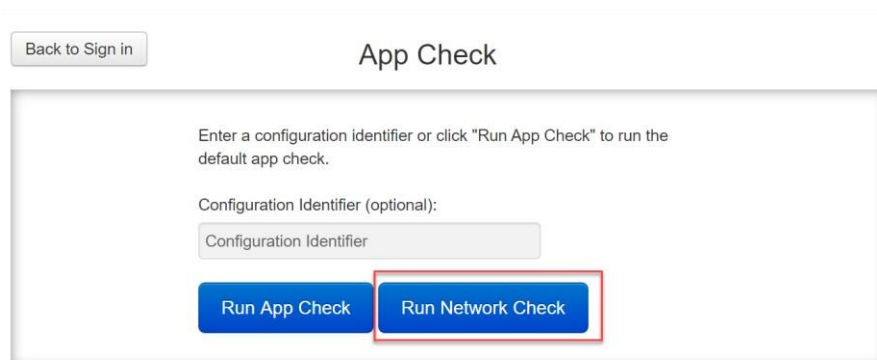 Back to Sign in
App Check
Enter a configuration identifier or click "Run App Check" to run the
default app check.
Configuration Identifier (optional):
Configuration Identifier
Run App Check
Run Network Check